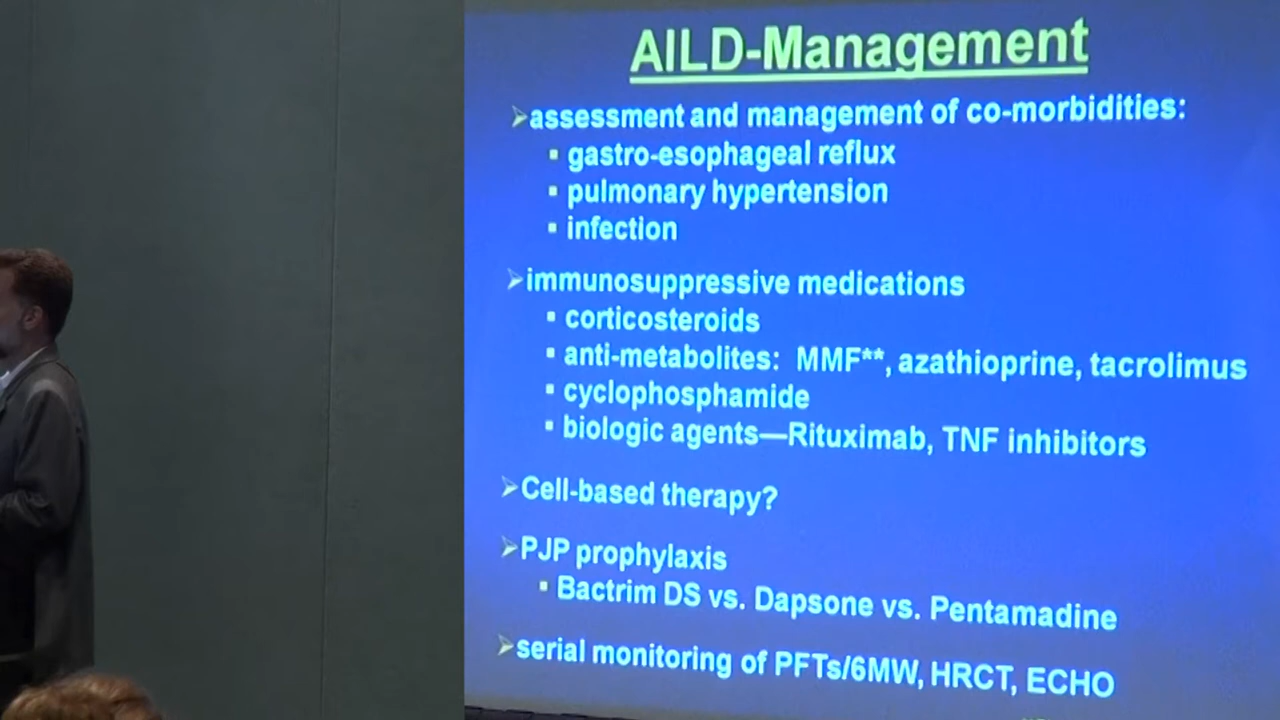 AILD-Management
➢assessment and management of co-morbidities:
▪ gastro-esophageal reflux
▪ pulmonary hypertension
▪ infection
➢immunosuppressive medications
▪ corticosteroids
▪ anti-metabolites: MMF**, azathioprine, tacrolimus
▪ cyclophosphamide
▪ biologic agents—Rituximab, TNF inhibitors
➢Cell-based therapy?
➢PJP prophylaxis
▪ Bactrim DS vs. Dapsone vs. Pentamadine
➢serial monitoring of PFTs/6MW, HRCT, ECHO